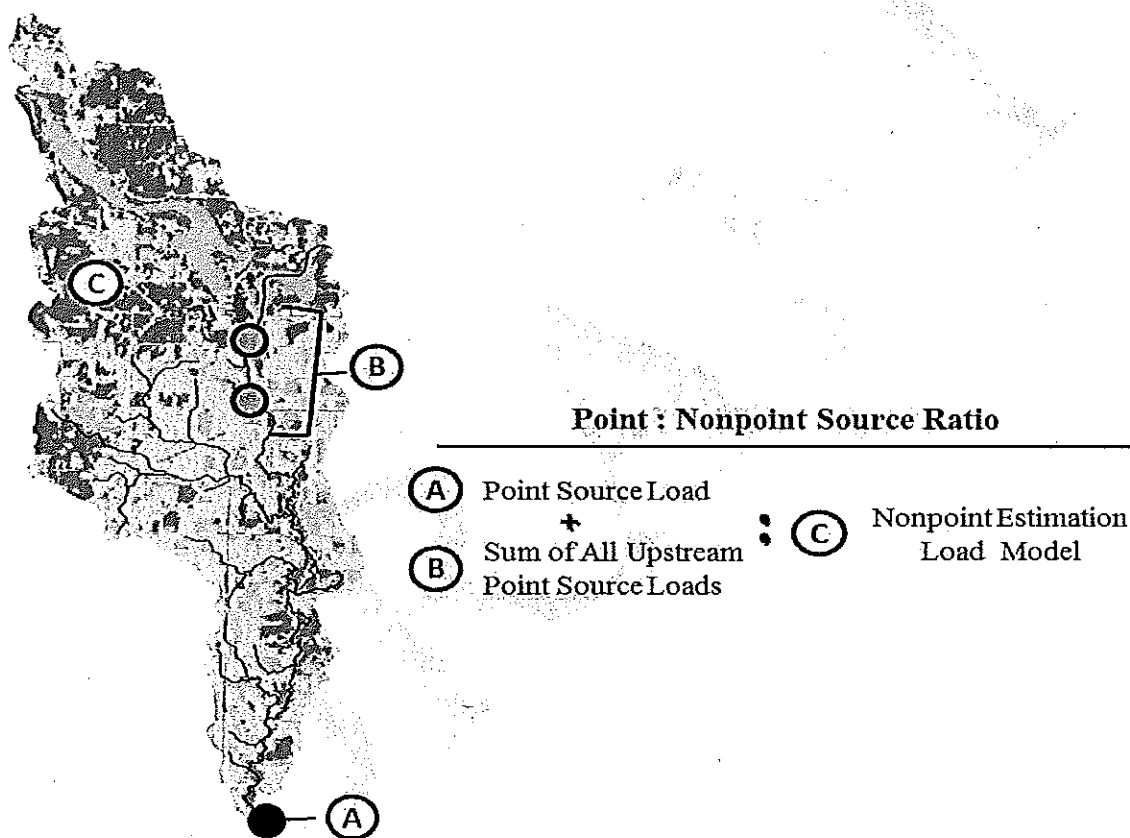 C
B
Point : Nonpoint Source Ratio
A Point Source Load
+
B Sum of All Upstream
Point Source Loads
:
C Nonpoint Estimation
Load Model
A